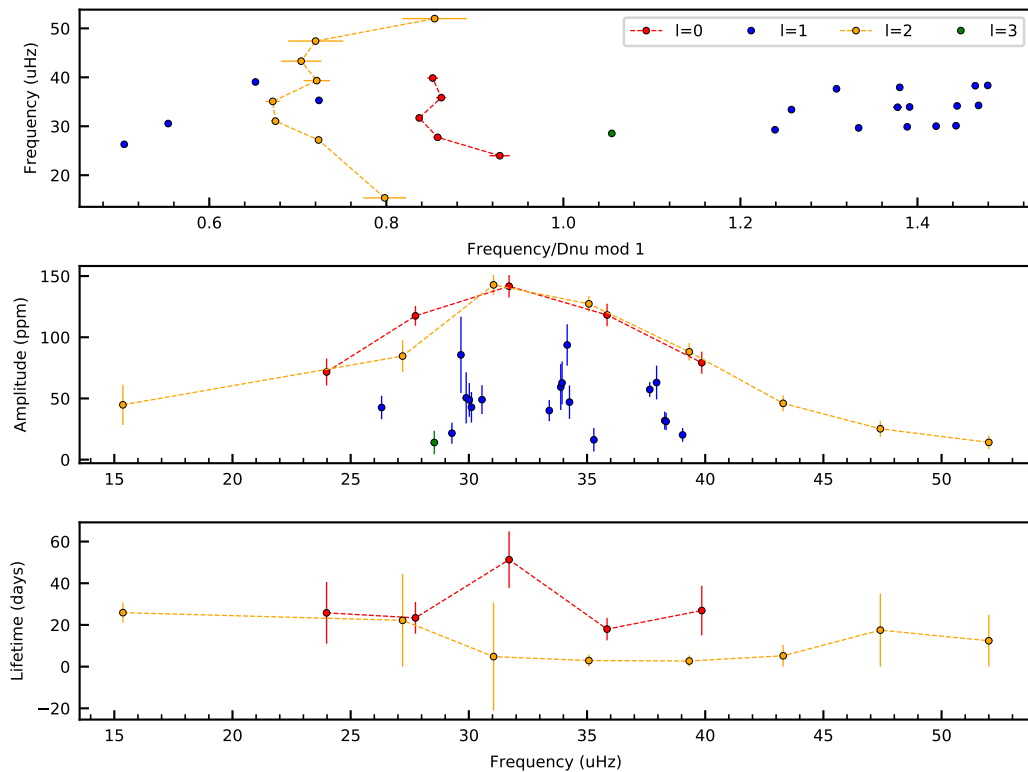 50
40
30
20
Frequency (uHz)
l=0 l=1 l=2 l=3
0.6 0.8 1.0 1.2 1.4
Frequency/Dnu mod 1
150
100
50
0
Amplitude (ppm)
15 20 25 30 35 40 45 50
60
40
20
0
−20
Lifetime (days)
15 20 25 30 35 40 45 50
Frequency (uHz)